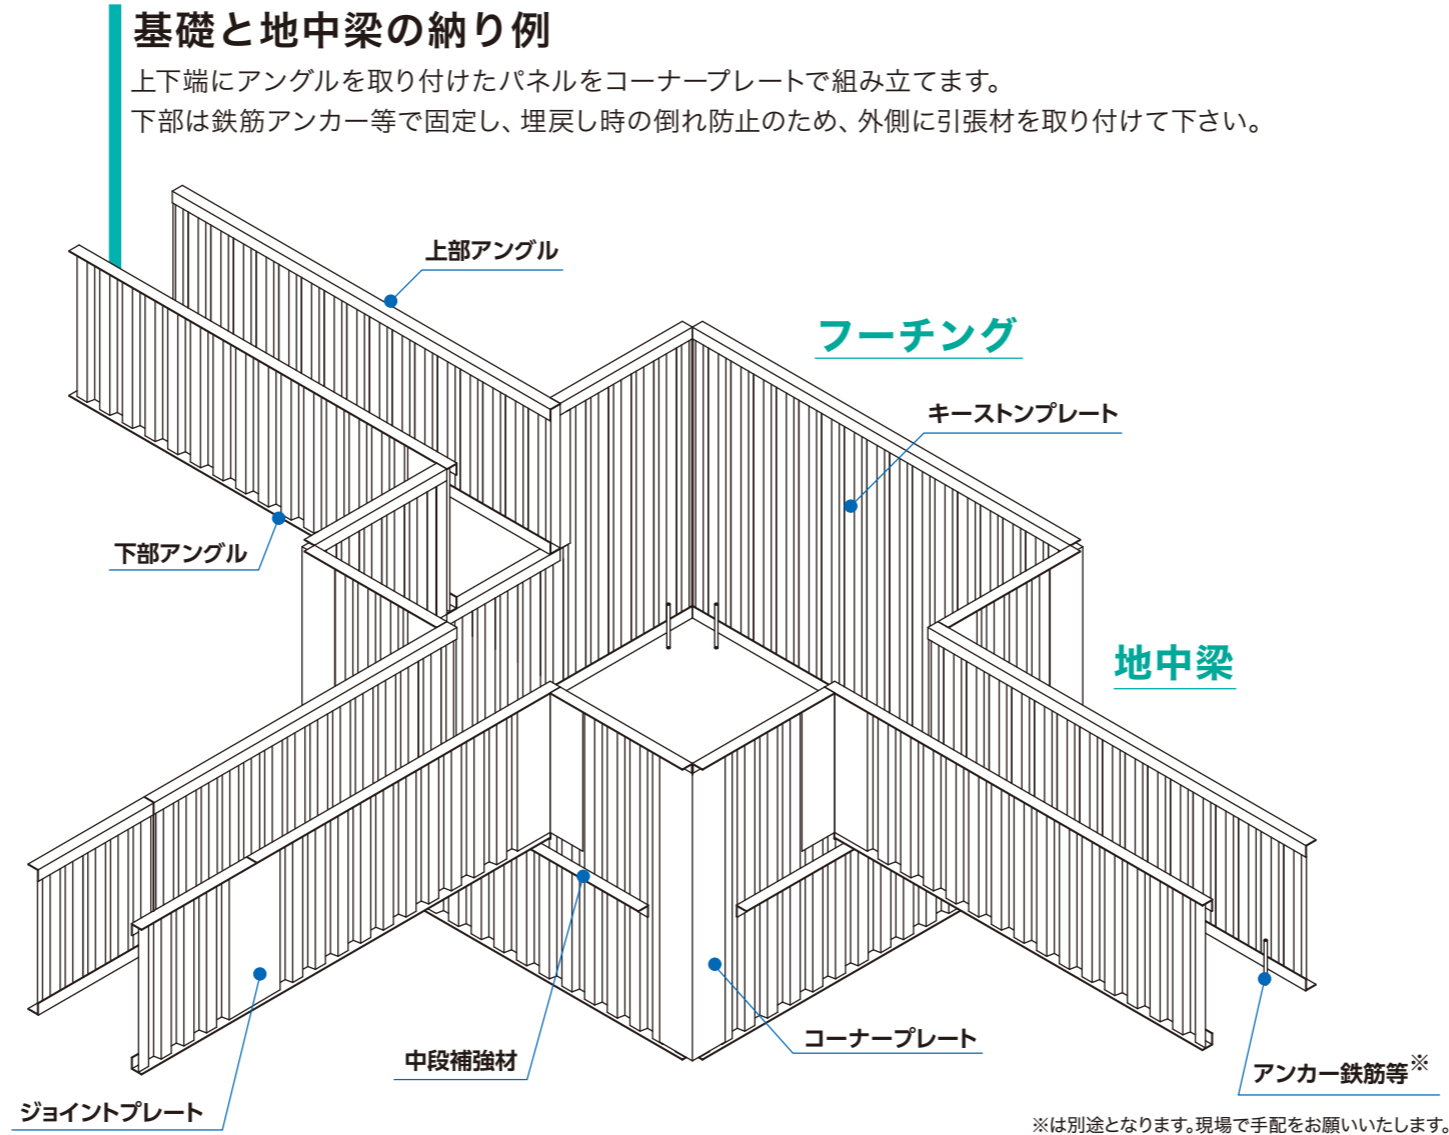 基礎と地中梁の納り例
上下端にアングルを取り付けたパネルをコーナープレートで組み立てます。
下部は鉄筋アンカー等で固定し、埋戻し時の倒れ防止のため、外側に引張材を取り付けて下さい。
上部アングル
フーチング
キーストンプレート
下部アングル
地中梁
コーナープレート
中段補強材
アンカー鉄筋等※
ジョイントプレート
※は別途となります。現場で手配をお願いいたします。